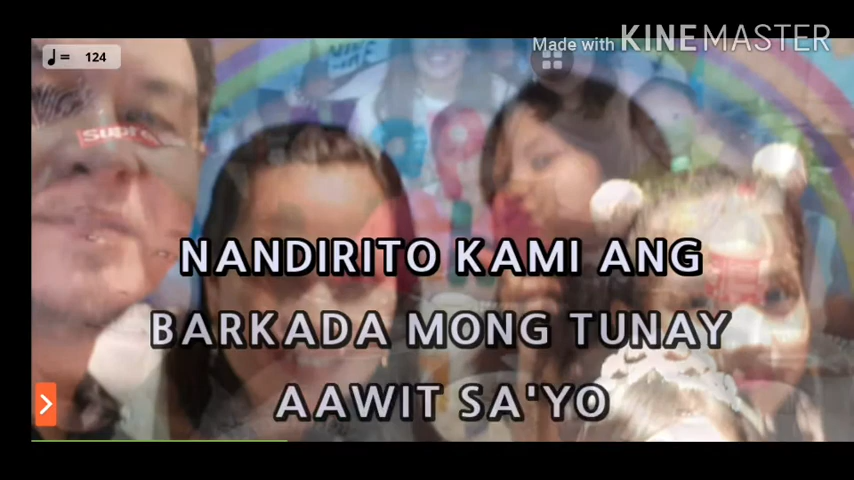 Made with KINEMASTER
♩= 124
NANDIRITO KAMI ANG
BARKADA MONG TUNAY
AAWIT SA'YO